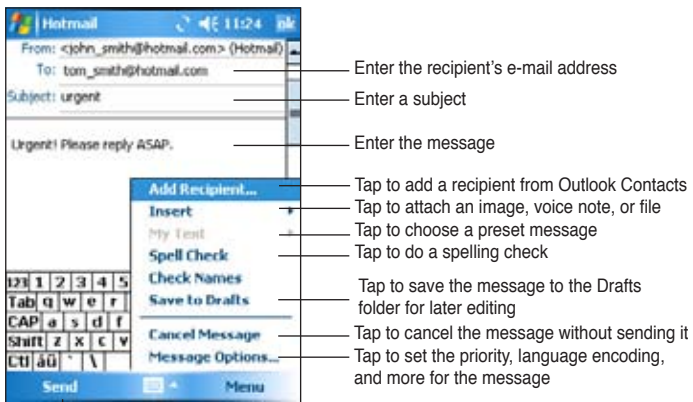 Hotmail 11:24 ok
From: <john_smith@hotmail.com> (Hotmail)
To: tom_smith@hotmail.com
Subject: urgent
Urgent! Please reply ASAP.
Add Recipient...
Insert
My Text
Spell Check
Check Names
Save to Drafts
Cancel Message
Message Options...
123 1 2 3 4 5
Tab q w e r
CAP a s d f
Shift z x c v
Ctl áü ` \
Send Menu
Enter the recipient's e-mail address
Enter a subject
Enter the message
Tap to add a recipient from Outlook Contacts
Tap to attach an image, voice note, or file
Tap to choose a preset message
Tap to do a spelling check
Tap to save the message to the Drafts
folder for later editing
Tap to cancel the message without sending it
Tap to set the priority, language encoding,
and more for the message